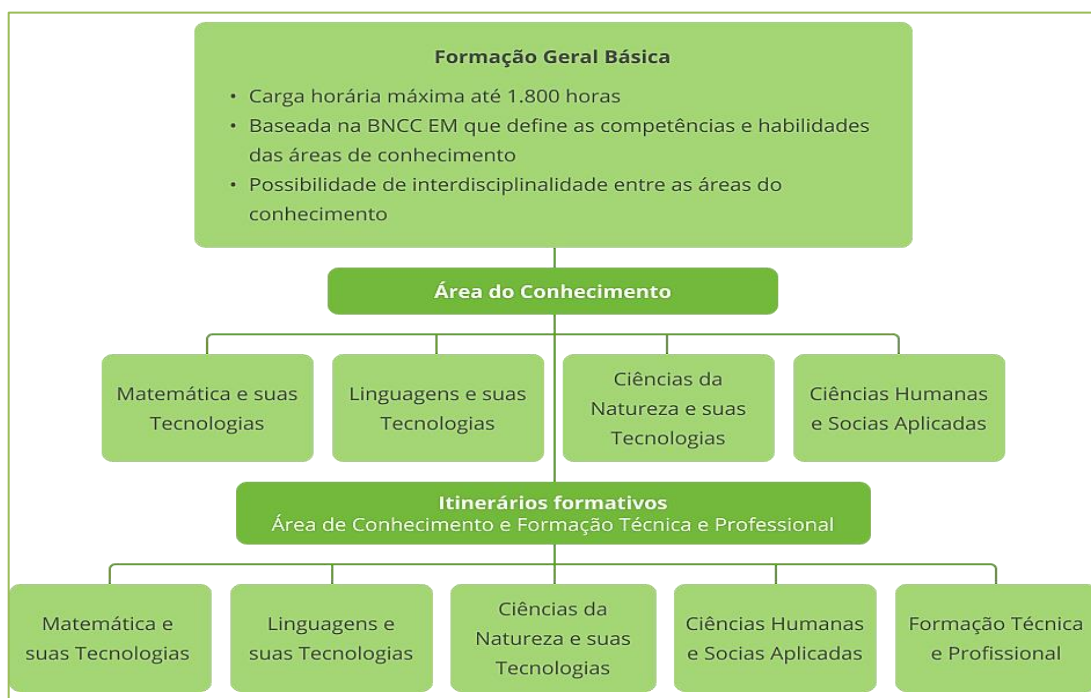 Formação Geral Básica
• Carga horária máxima até 1.800 horas
• Baseada na BNCC EM que define as competências e habilidades
das áreas de conhecimento
• Possibilidade de interdisciplinalidade entre as áreas do
conhecimento
Área do Conhecimento
Matemática e suas
Tecnologias
Linguagens e suas
Tecnologias
Ciências da
Natureza e suas
Tecnologias
Ciências Humanas
e Socias Aplicadas
Itinerários formativos
Área de Conhecimento e Formação Técnica e Professional
Matemática e
suas Tecnologias
Linguagens e
suas Tecnologias
Ciências da
Natureza e suas
Tecnologias
Ciências Humanas
e Socias Aplicadas
Formação Técnica
e Profissional